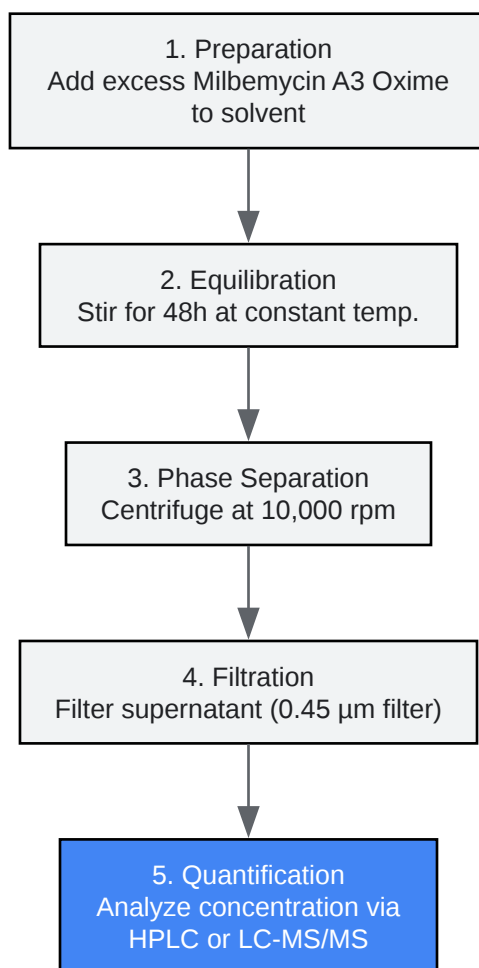 1. Preparation
Add excess Milbemycin A3 Oxime
to solvent
2. Equilibration
Stir for 48h at constant temp.
3. Phase Separation
Centrifuge at 10,000 rpm
4. Filtration
Filter supernatant (0.45 µm filter)
5. Quantification
Analyze concentration via
HPLC or LC-MS/MS